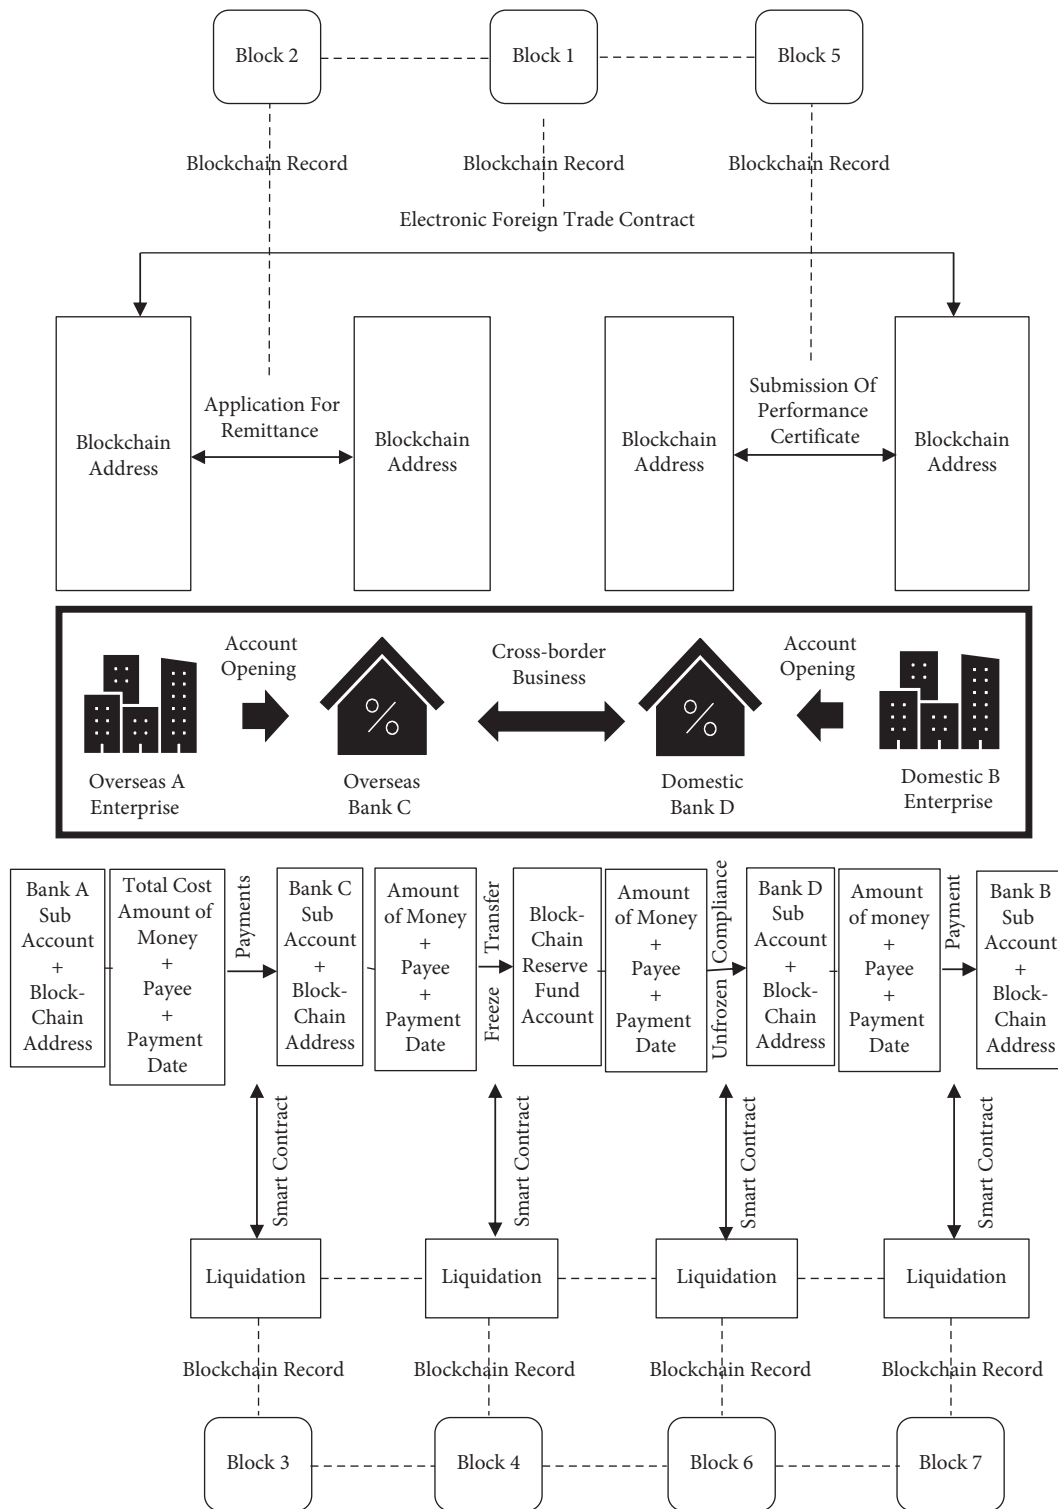 Block 2
Block 1
Block 5
Blockchain Record
Blockchain Record
Blockchain Record
Electronic Foreign Trade Contract
Blockchain
Address
Application For
Remittance
Blockchain
Address
Blockchain
Address
Submission Of
Performance
Certificate
Blockchain
Address
Account
Opening
Cross-border
Business
Account
Opening
Overseas A
Enterprise
Overseas
Bank C
Domestic
Bank D
Domestic B
Enterprise
Bank A
Sub
Account
+
Block-
Chain
Address
Total Cost
Amount of
Money
+
Payee
+
Payment
Date
Payments
Bank C
Sub
Account
+
Block-
Chain
Address
Amount
of Money
+
Payee
+
Payment
Date
Freeze Transfer
Block-
Chain
Reserve
Fund
Account
Amount
of Money
+
Payee
+
Payment
Date
Unfrozen Compliance
Bank D
Sub
Account
+
Block-
Chain
Address
Amount
of money
+
Payee
+
Payment
Date
Payment
Bank B
Sub
Account
+
Block-
Chain
Address
Smart Contract
Smart Contract
Smart Contract
Smart Contract
Liquidation
Liquidation
Liquidation
Liquidation
Blockchain Record
Blockchain Record
Blockchain Record
Blockchain Record
Block 3
Block 4
Block 6
Block 7